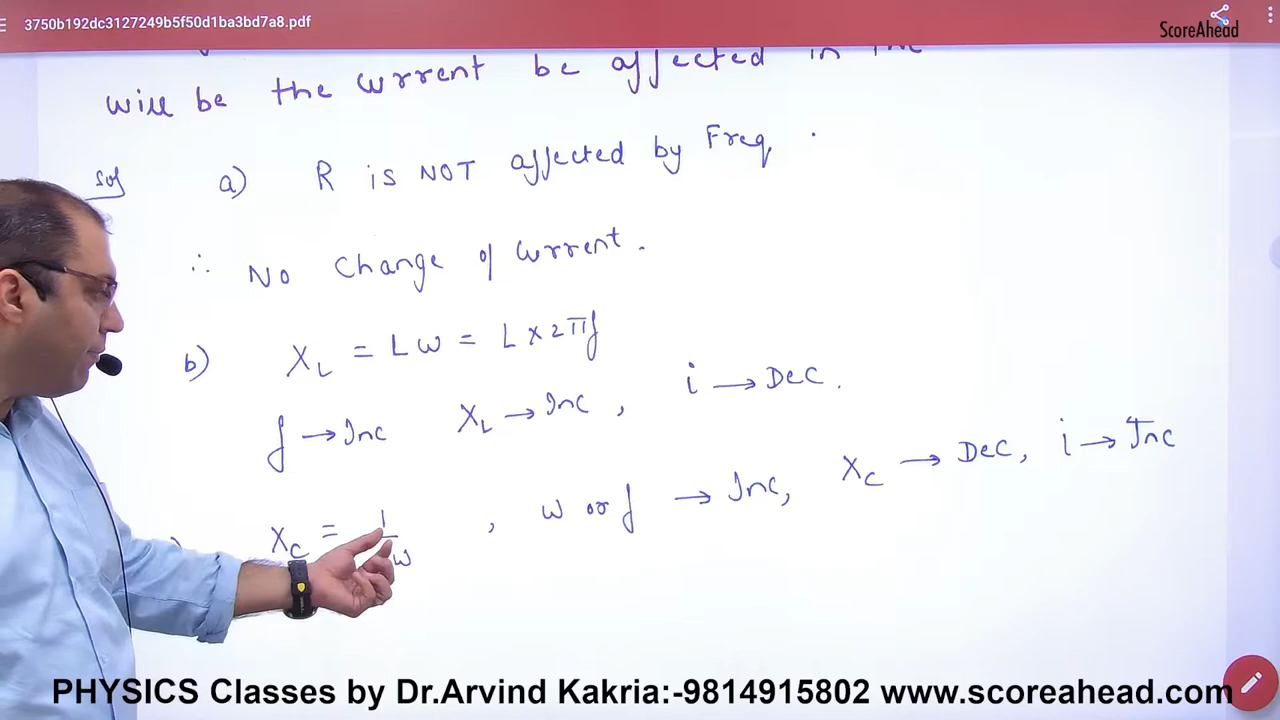 3750b192dc3127249b5f50d1ba3bd7a8.pdf
ScoreAhead
will be the current be affected in
Sol a) R is NOT affected by Freq.
∴ No Change of Current.
b) X_L = Lω = L × 2πf
f → Inc X_L → Inc, i → Dec.
X_C = 1/ω, ω or f → Inc, X_C → Dec, i → Inc
PHYSICS Classes by Dr.Arvind Kakria:-9814915802 www.scoreahead.com